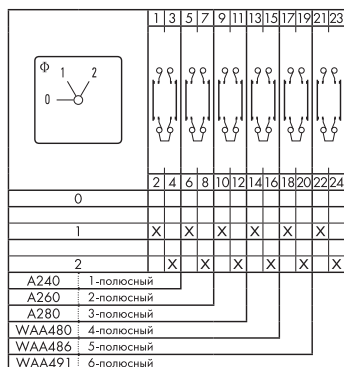 1 3 5 7 9 11 13 15 17 19 21 23
Ф
1 2
0
2 4 6 8 10 12 14 16 18 20 22 24
0
1 X X X X X X
2 X X X X X X
A240 1-полюсный
A260 2-полюсный
A280 3-полюсный
WAA480 4-полюсный
WAA486 5-полюсный
WAA491 6-полюсный